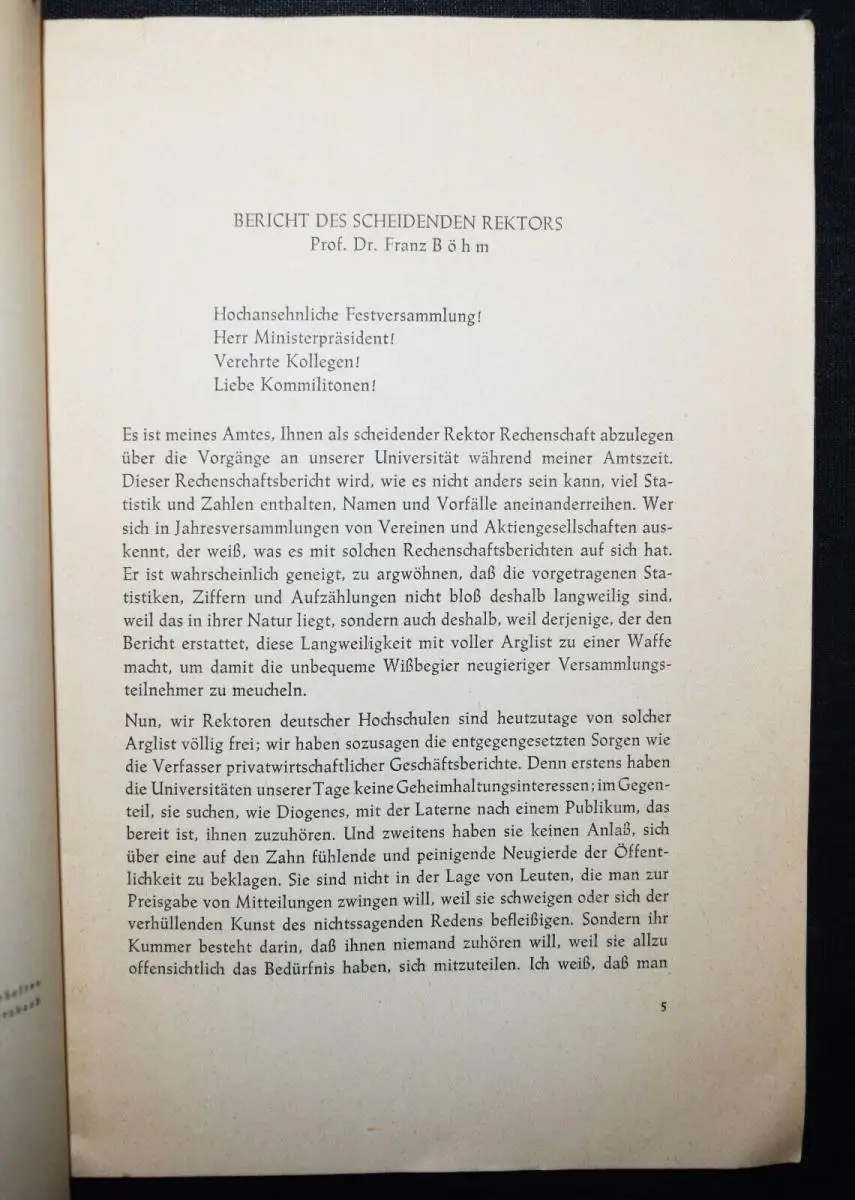 BERICHT DES SCHEIDENDEN REKTORS
Prof. Dr. Franz Böhm
Hochansehnliche Festversammlung!
Herr Ministerpräsident!
Verehrte Kollegen!
Liebe Kommilitonen!
Es ist meines Amtes, Ihnen als scheidender Rektor Rechenschaft abzulegen
über die Vorgänge an unserer Universität während meiner Amtszeit.
Dieser Rechenschaftsbericht wird, wie es nicht anders sein kann, viel Sta-
tistik und Zahlen enthalten, Namen und Vorfälle aneinanderreihen. Wer
sich in Jahresversammlungen von Vereinen und Aktiengesellschaften aus-
kennt, der weiß, was es mit solchen Rechenschaftsberichten auf sich hat.
Er ist wahrscheinlich geneigt, zu argwöhnen, daß die vorgetragenen Sta-
tistiken, Ziffern und Aufzählungen nicht bloß deshalb langweilig sind,
weil das in ihrer Natur liegt, sondern auch deshalb, weil derjenige, der den
Bericht erstattet, diese Langweiligkeit mit voller Arglist zu einer Waffe
macht, um damit die unbequeme Wißbegier neugieriger Versammlungs-
teilnehmer zu meucheln.
Nun, wir Rektoren deutscher Hochschulen sind heutzutage von solcher
Arglist völlig frei; wir haben sozusagen die entgegengesetzten Sorgen wie
die Verfasser privatwirtschaftlicher Geschäftsberichte. Denn erstens haben
die Universitäten unserer Tage keine Geheimhaltungsinteressen; im Gegen-
teil, sie suchen, wie Diogenes, mit der Laterne nach einem Publikum, das
bereit ist, ihnen zuzuhören. Und zweitens haben sie keinen Anlaß, sich
über eine auf den Zahn fühlende und peinigende Neugierde der Öffent-
lichkeit zu beklagen. Sie sind nicht in der Lage von Leuten, die man zur
Preisgabe von Mitteilungen zwingen will, weil sie schweigen oder sich der
verhüllenden Kunst des nichtssagenden Redens befleißigen. Sondern ihr
Kummer besteht darin, daß ihnen niemand zuhören will, weil sie allzu
offensichtlich das Bedürfnis haben, sich mitzuteilen. Ich weiß, daß man
5